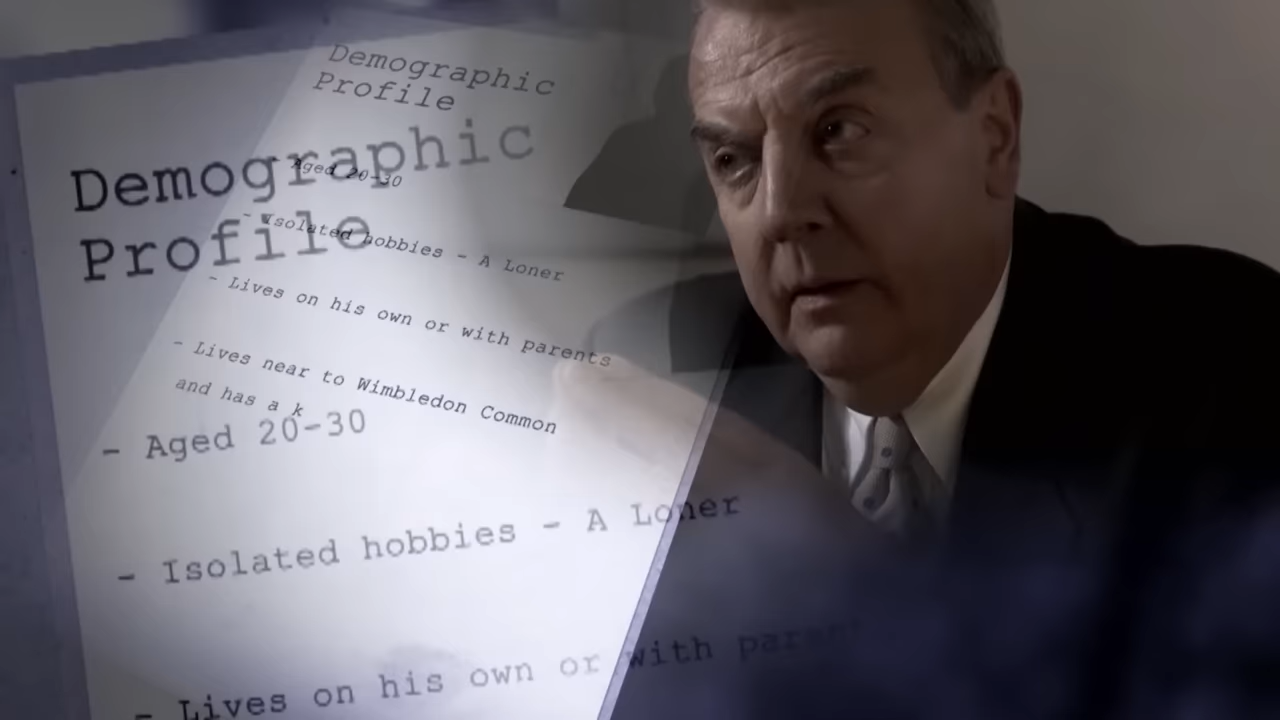 Demographic
Profile
Aged 20-30
- Isolated hobbies - A Loner
- Lives on his own or with parents
- Lives near to Wimbledon Common
and has a k
Demographic
Profile
- Aged 20-30
- Isolated hobbies - A Loner
- Lives on his own or with parent